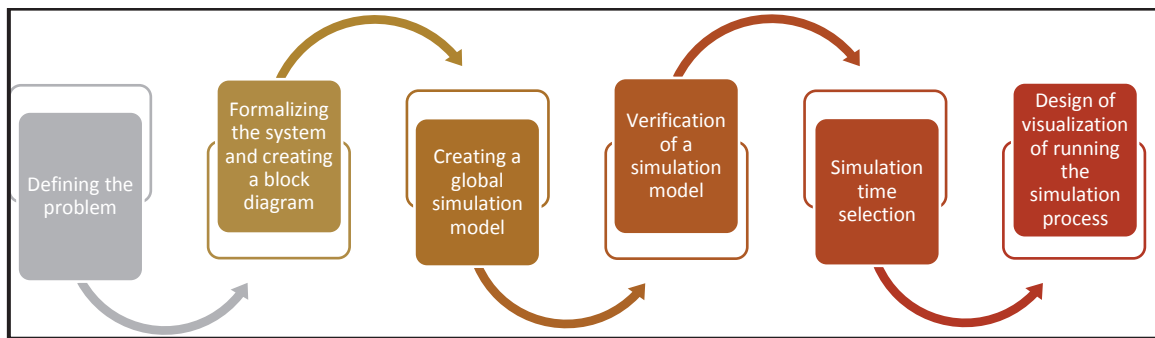 Defining the
problem
Formalizing
the system
and creating
a block
diagram
Creating a
global
simulation
model
Verification
of a
simulation
model
Simulation
time
selection
Design of
visualization
of running
the
simulation
process